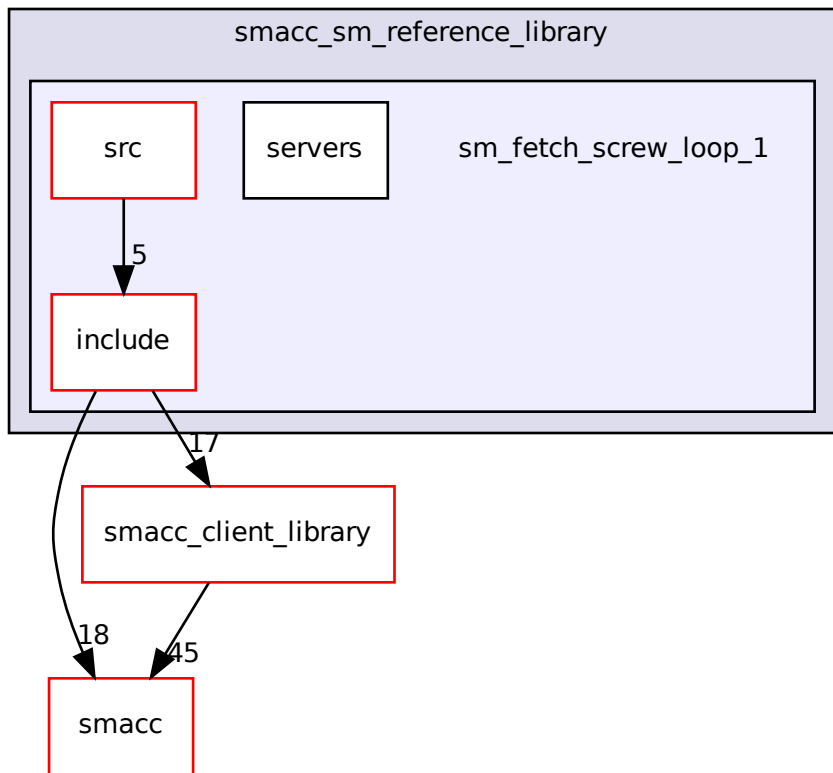 smacc_sm_reference_library
src
servers
sm_fetch_screw_loop_1
5
include
17
smacc_client_library
18
45
smacc